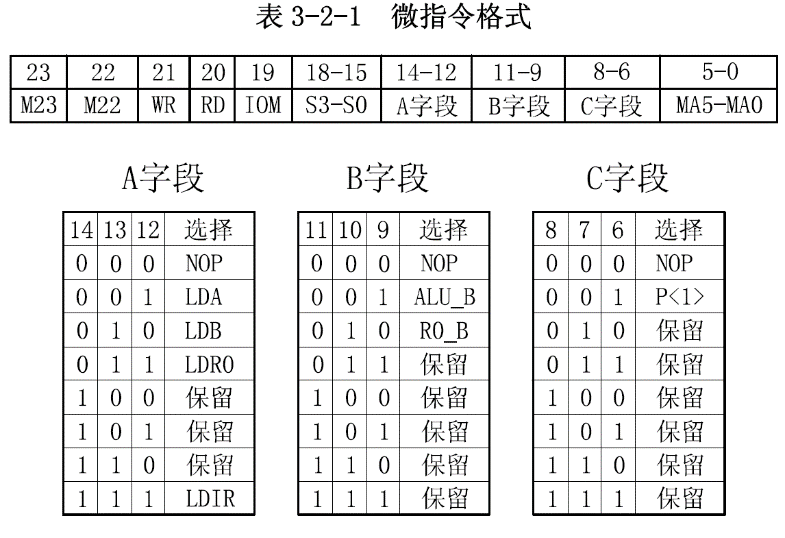 表 3-2-1 微指令格式
23 22 21 20 19 18-15 14-12 11-9 8-6 5-0
M23 M22 WR RD IOM S3-S0 A字段 B字段 C字段 MA5-MA0
A字段 B字段 C字段
14 13 12 选择 11 10 9 选择 8 7 6 选择
0 0 0 NOP 0 0 0 NOP 0 0 0 NOP
0 0 1 LDA 0 0 1 ALU_B 0 0 1 P<1>
0 1 0 LDB 0 1 0 R0_B 0 1 0 保留
0 1 1 LDR0 0 1 1 保留 0 1 1 保留
1 0 0 保留 1 0 0 保留 1 0 0 保留
1 0 1 保留 1 0 1 保留 1 0 1 保留
1 1 0 保留 1 1 0 保留 1 1 0 保留
1 1 1 LDIR 1 1 1 保留 1 1 1 保留